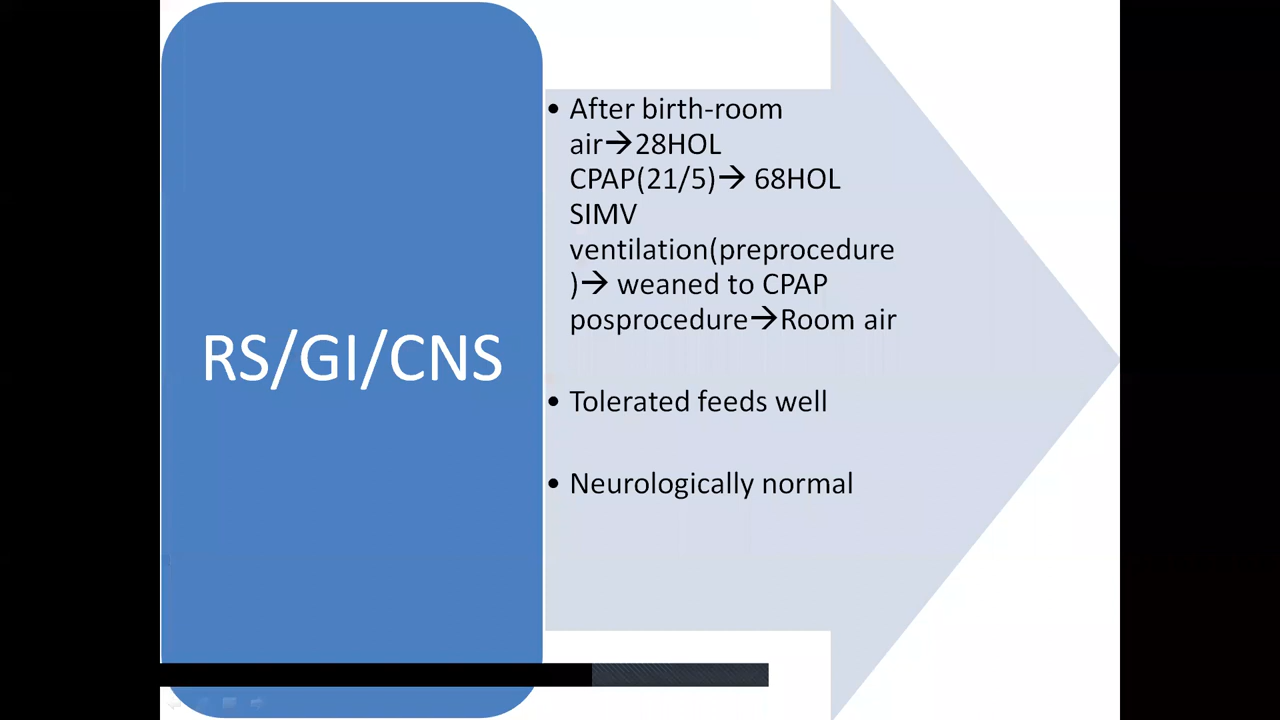 RS/GI/CNS
• After birth-room
air→28HOL
CPAP(21/5)→ 68HOL
SIMV
ventilation(preprocedure
)→ weaned to CPAP
posprocedure→Room air
• Tolerated feeds well
• Neurologically normal